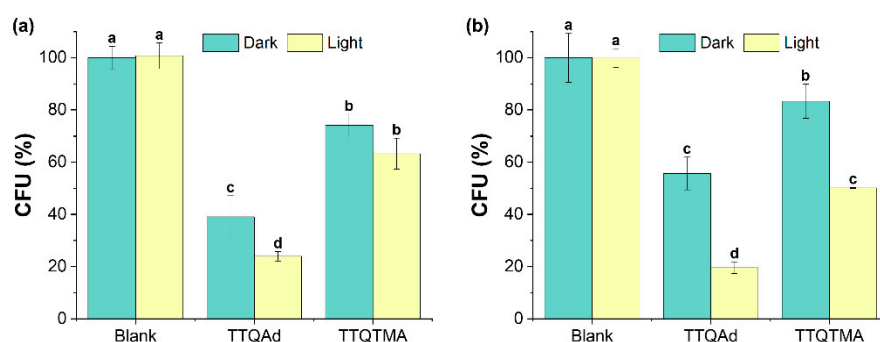 (a)
Dark Light
CFU (%)
100
80
60
40
20
0
a a
c
d
b
b
Blank TTQAd TTQTMA
(b)
Dark Light
CFU (%)
100
80
60
40
20
0
a a
c
d
b
c
Blank TTQAd TTQTMA